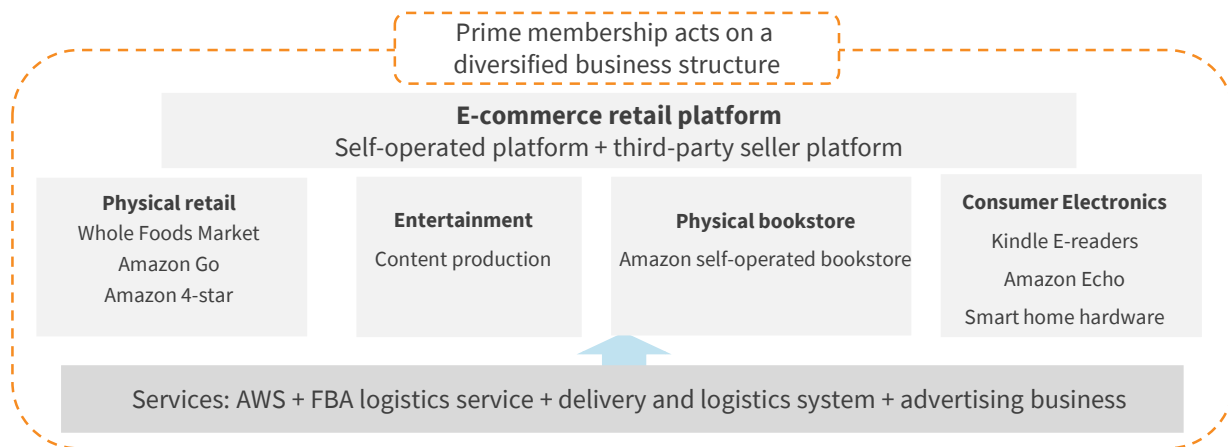 Prime membership acts on a
diversified business structure
E-commerce retail platform
Self-operated platform + third-party seller platform
Physical retail
Whole Foods Market
Amazon Go
Amazon 4-star
Entertainment
Content production
Physical bookstore
Amazon self-operated bookstore
Consumer Electronics
Kindle E-readers
Amazon Echo
Smart home hardware
Services: AWS + FBA logistics service + delivery and logistics system + advertising business